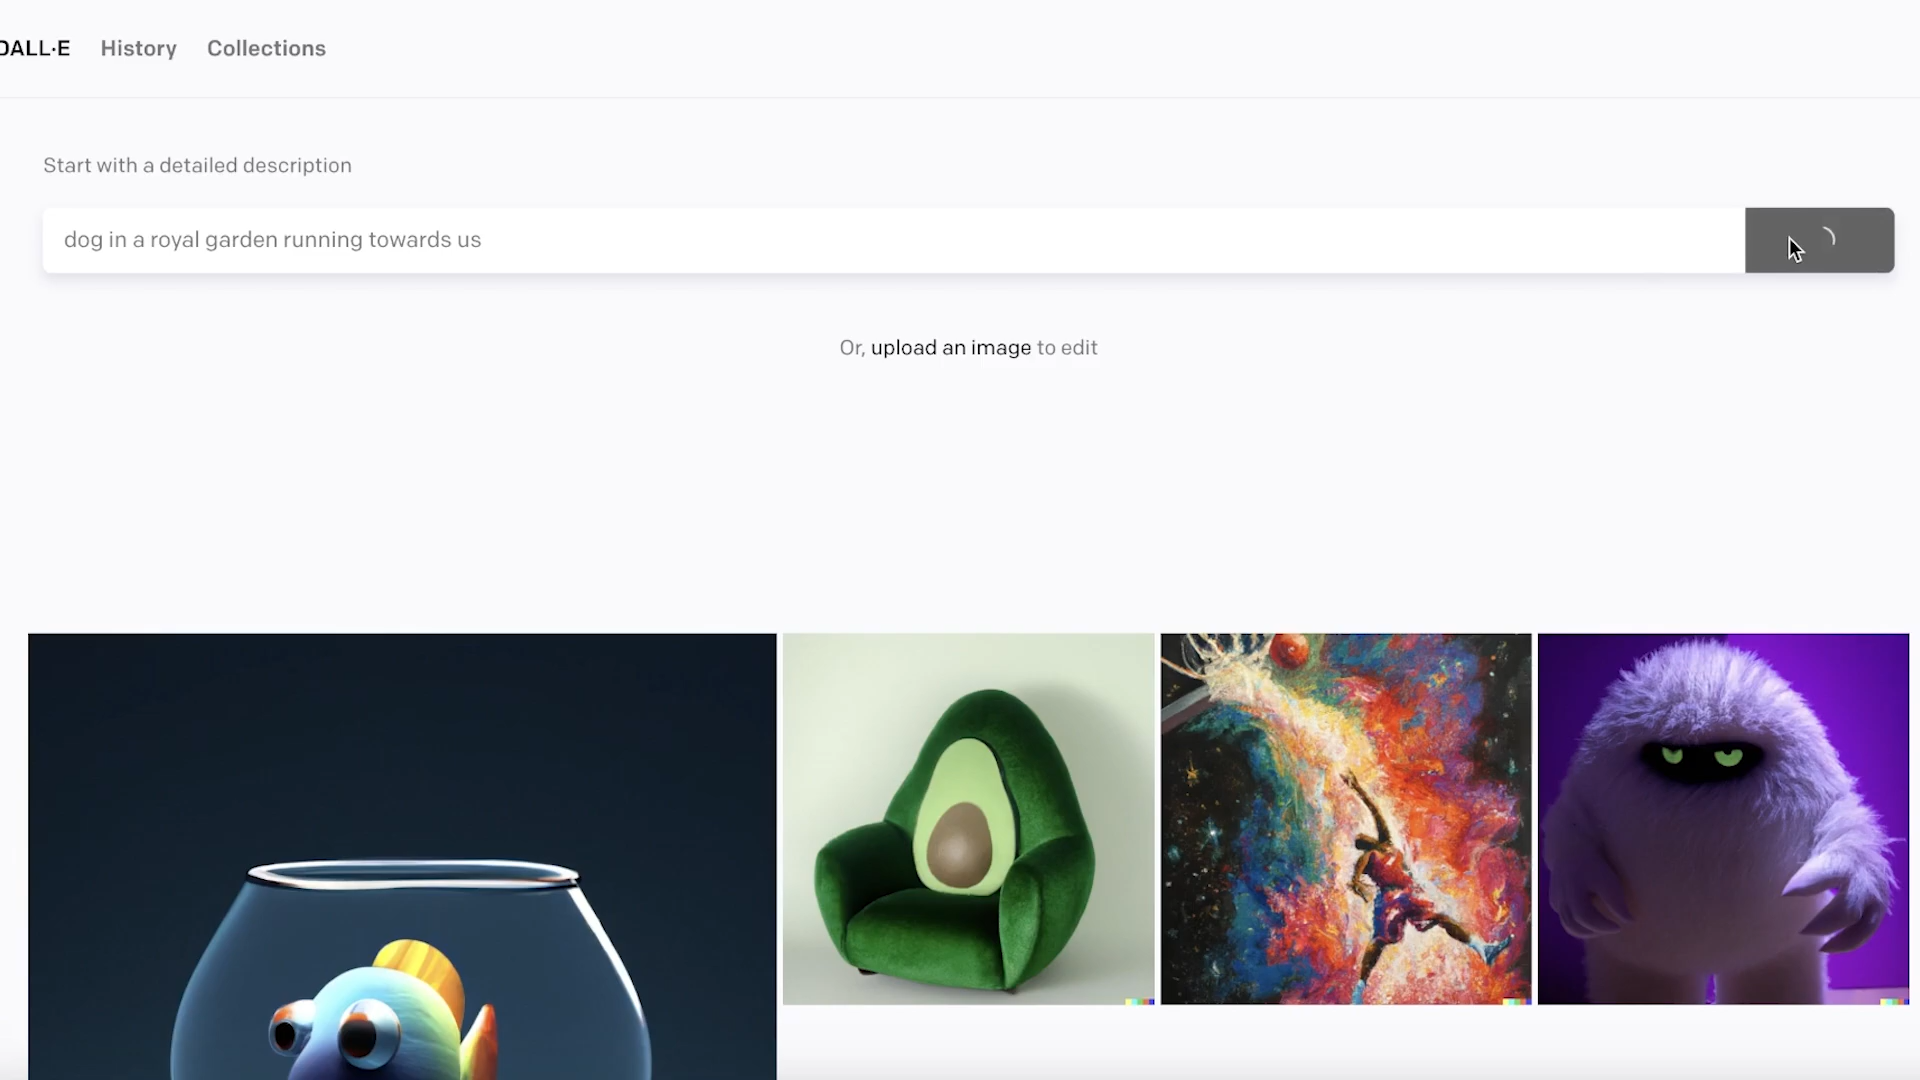 DALL·E History Collections
Start with a detailed description
dog in a royal garden running towards us
Or, upload an image to edit